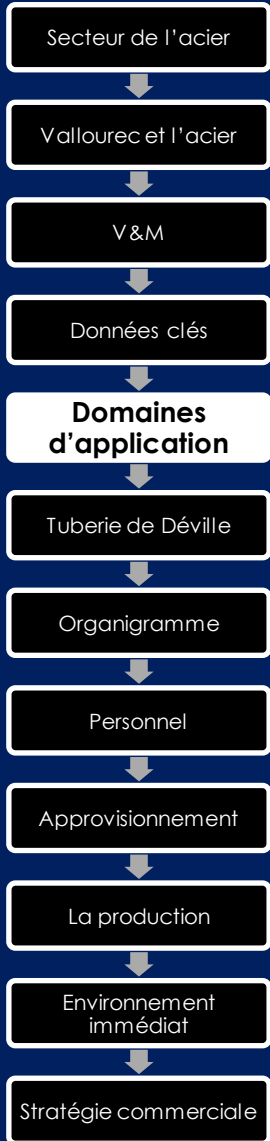 Secteur de l’acier
Vallourec et l’acier
V&M
Données clés
Domaines
d’application
Tuberie de Déville
Organigramme
Personnel
Approvisionnement
La production
Environnement
immédiat
Stratégie commerciale